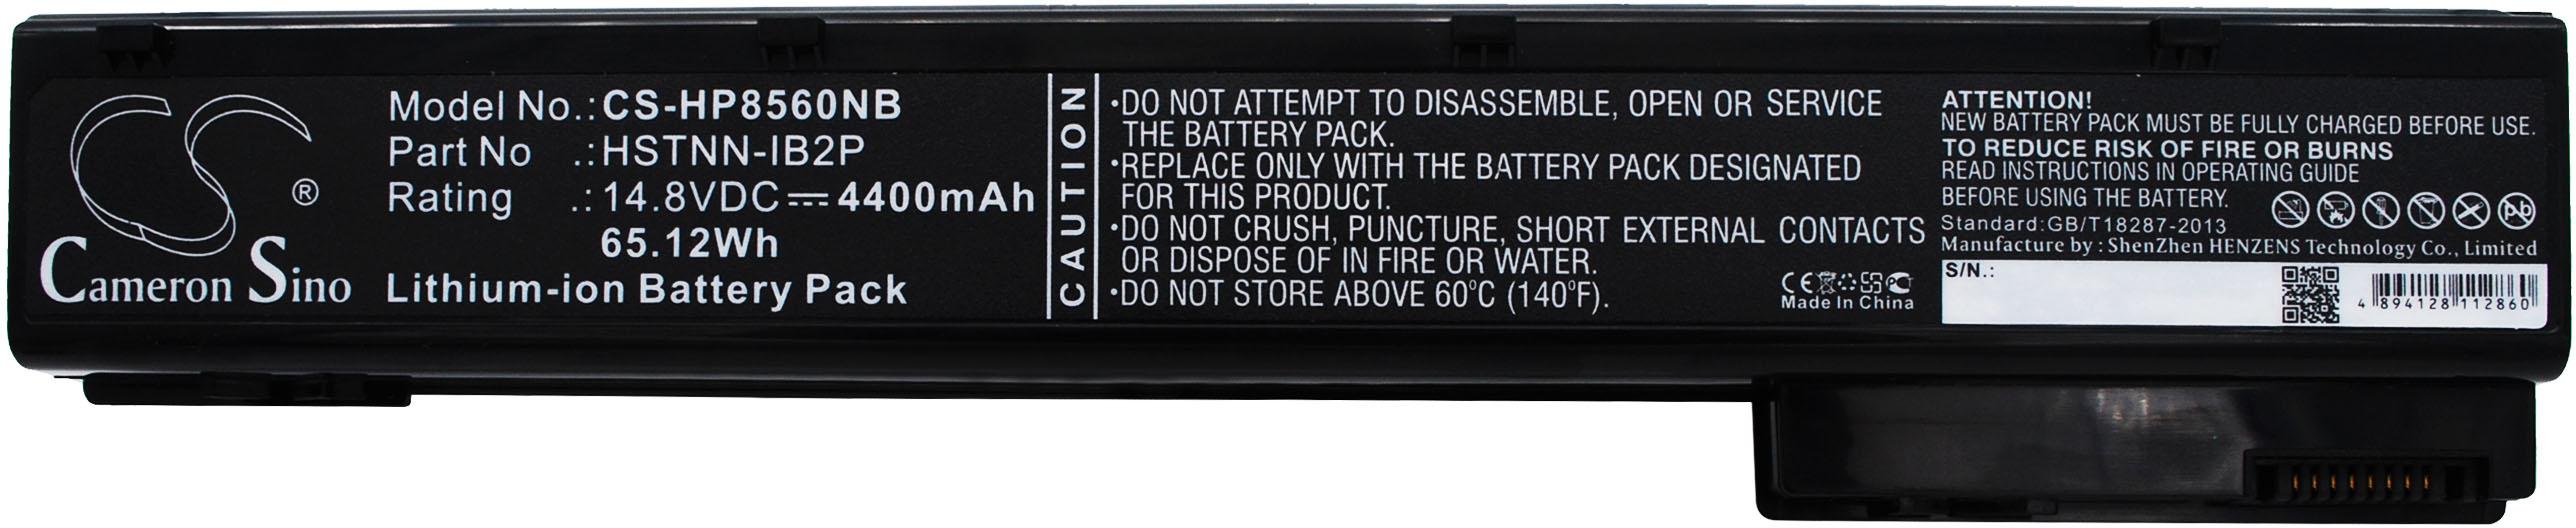 CS ®
Cameron Sino
Model No.:CS-HP8560NB
Part No .:HSTNN-IB2P
Rating .:14.8VDC⎓4400mAh
65.12Wh
Lithium-ion Battery Pack
CAUTION
•DO NOT ATTEMPT TO DISASSEMBLE, OPEN OR SERVICE
THE BATTERY PACK.
•REPLACE ONLY WITH THE BATTERY PACK DESIGNATED
FOR THIS PRODUCT.
•DO NOT CRUSH, PUNCTURE, SHORT EXTERNAL CONTACTS
OR DISPOSE OF IN FIRE OR WATER.
•DO NOT STORE ABOVE 60°C (140°F).
CE
Made In China
ATTENTION!
NEW BATTERY PACK MUST BE FULLY CHARGED BEFORE USE.
TO REDUCE RISK OF FIRE OR BURNS
READ INSTRUCTIONS IN OPERATING GUIDE
BEFORE USING THE BATTERY.
Pb
Standard:GB/T18287-2013
Manufacture by : ShenZhen HENZENS Technology Co., Limited
S/N.:
4 894128 112860